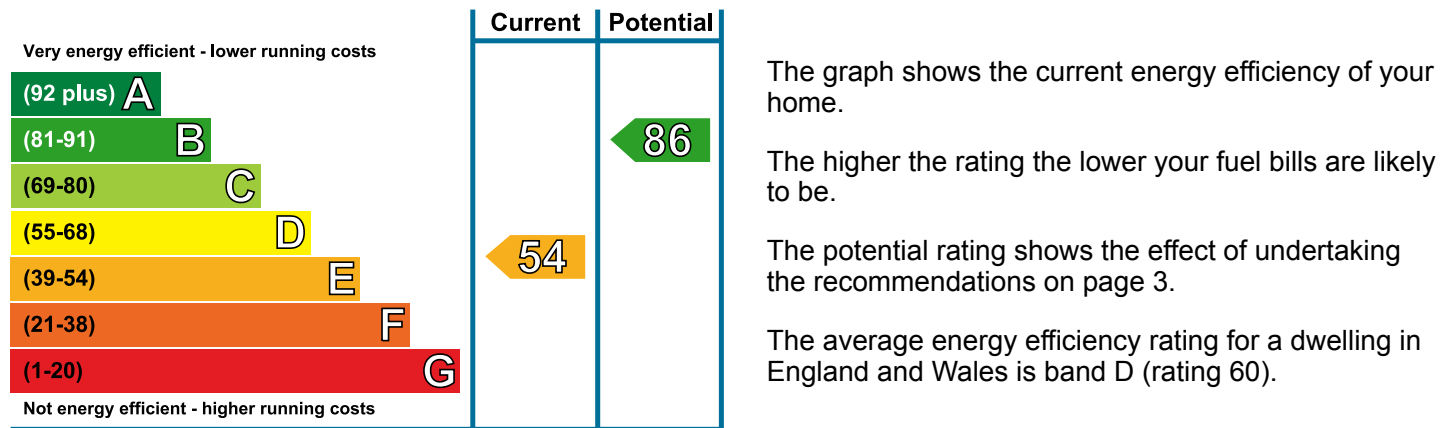 Current Potential
Very energy efficient - lower running costs
(92 plus) A
(81-91) B
86
(69-80) C
(55-68) D
54
(39-54) E
(21-38) F
(1-20) G
Not energy efficient - higher running costs
The graph shows the current energy efficiency of your
home.
The higher the rating the lower your fuel bills are likely
to be.
The potential rating shows the effect of undertaking
the recommendations on page 3.
The average energy efficiency rating for a dwelling in
England and Wales is band D (rating 60).